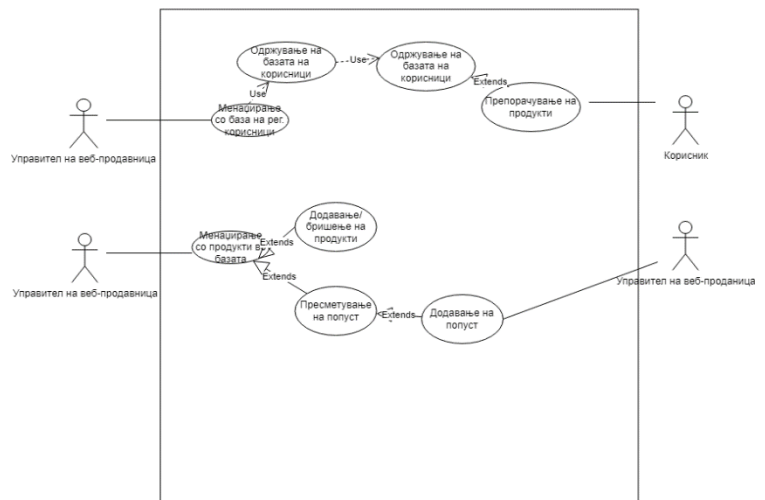 Одржување на
базата на
корисници
Use
Одржување на
базата на
корисници
Extends
Use
Менаџирање
со база на рег.
корисници
Препорачување на
продукти
Управител на веб-продавница
Корисник
Додавање/
бришење на
продукти
Менаџирање
со продукти в
базата
Extends
Extends
Управител на веб-продавница
Управител на веб-проданица
Пресметување
на попуст
Extends
Додавање на
попуст